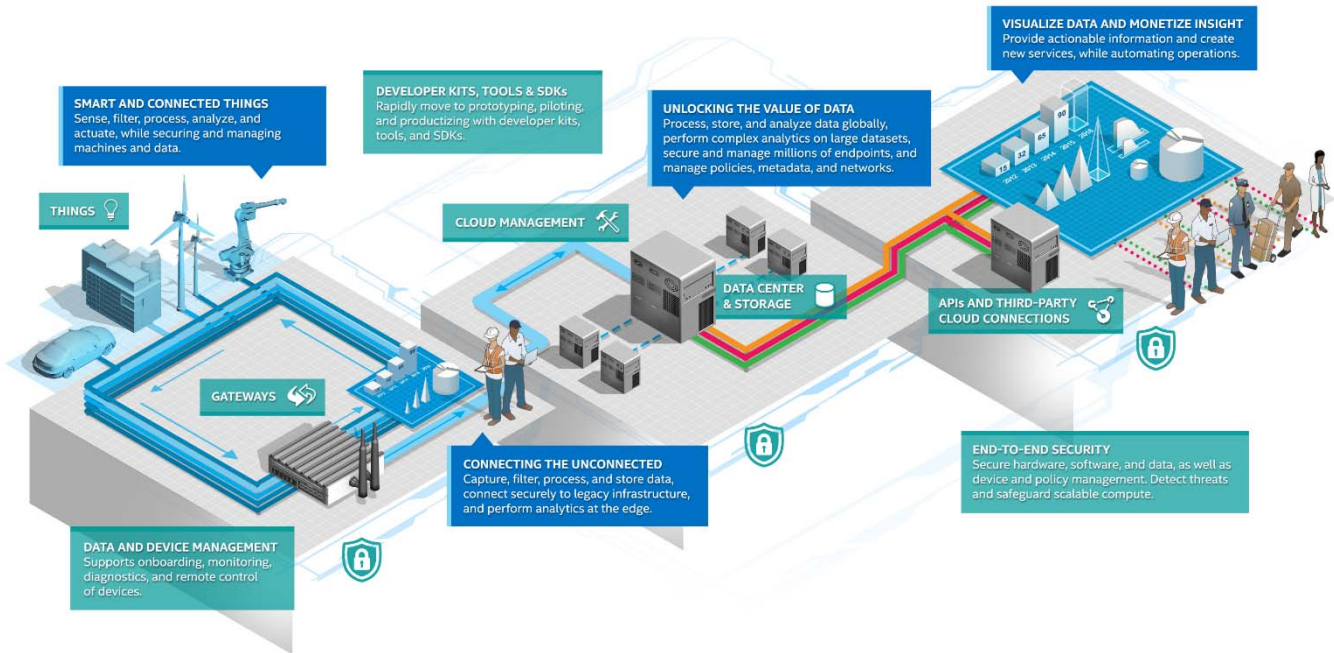 VISUALIZE DATA AND MONETIZE INSIGHT
Provide actionable information and create
new services, while automating operations.
SMART AND CONNECTED THINGS
Sense, filter, process, analyze, and
actuate, while securing and managing
machines and data.
DEVELOPER KITS, TOOLS & SDKs
Rapidly move to prototyping, piloting,
and productizing with developer kits,
tools, and SDKs.
UNLOCKING THE VALUE OF DATA
Process, store, and analyze data globally,
perform complex analytics on large datasets,
secure and manage millions of endpoints, and
manage policies, metadata, and networks.
15
32
65
90
2012
2013
2014
2015
2016
THINGS
CLOUD MANAGEMENT
DATA CENTER
& STORAGE
APIs AND THIRD-PARTY
CLOUD CONNECTIONS
GATEWAYS
CONNECTING THE UNCONNECTED
Capture, filter, process, and store data,
connect securely to legacy infrastructure,
and perform analytics at the edge.
END-TO-END SECURITY
Secure hardware, software, and data, as well as
device and policy management. Detect threats
and safeguard scalable compute.
DATA AND DEVICE MANAGEMENT
Supports onboarding, monitoring,
diagnostics, and remote control
of devices.